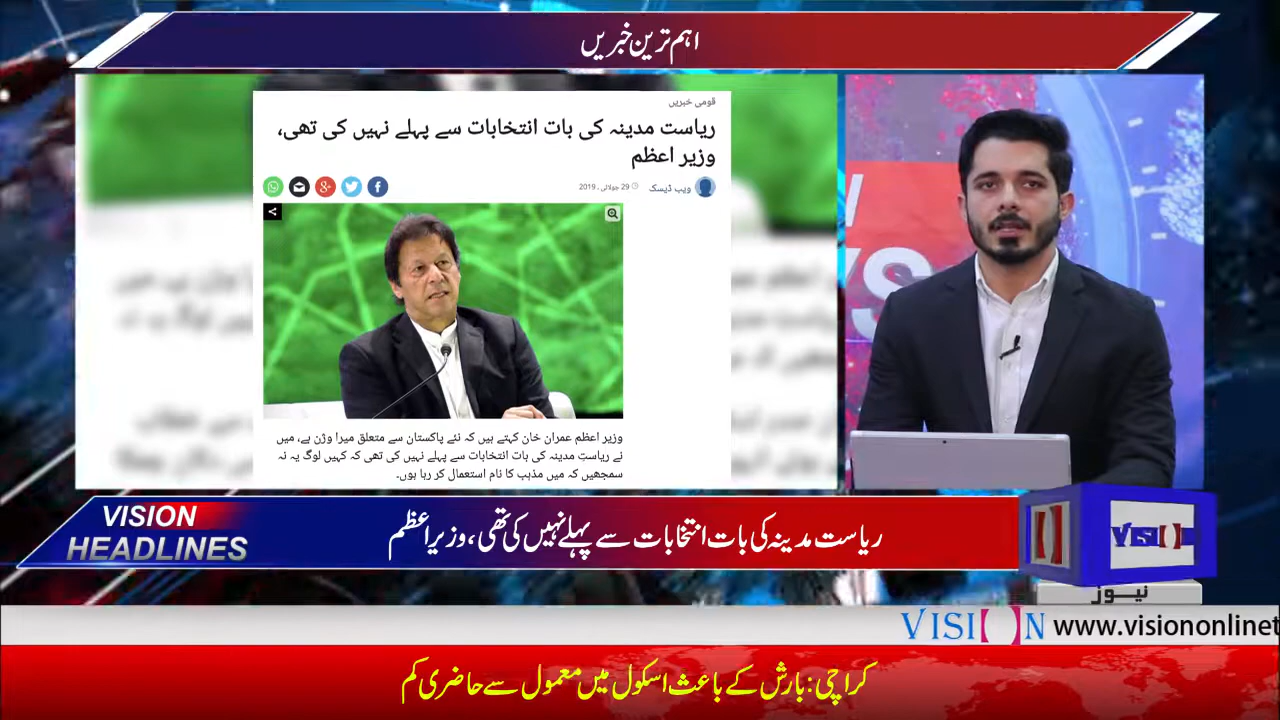 اہم ترین خبریں
قومی خبریں
ریاست مدینہ کی بات انتخابات سے پہلے نہیں کی تھی،
وزیر اعظم
ویب ڈیسک
29 جولائی ، 2019
وزیر اعظم عمران خان کہتے ہیں کہ نئے پاکستان سے متعلق میرا وژن ہے، میں
نے ریاستِ مدینہ کی بات انتخابات سے پہلے نہیں کی تھی کہ کہیں لوگ یہ نہ
سمجھیں کہ میں مذہب کا نام استعمال کر رہا ہوں۔
VISION
HEADLINES
ریاست مدینہ کی بات انتخابات سے پہلے نہیں کی تھی، وزیر اعظم
VISION
نیوز
VISION www.visiononlinet
کراچی: بارش کے باعث اسکول میں معمول سے حاضری کم